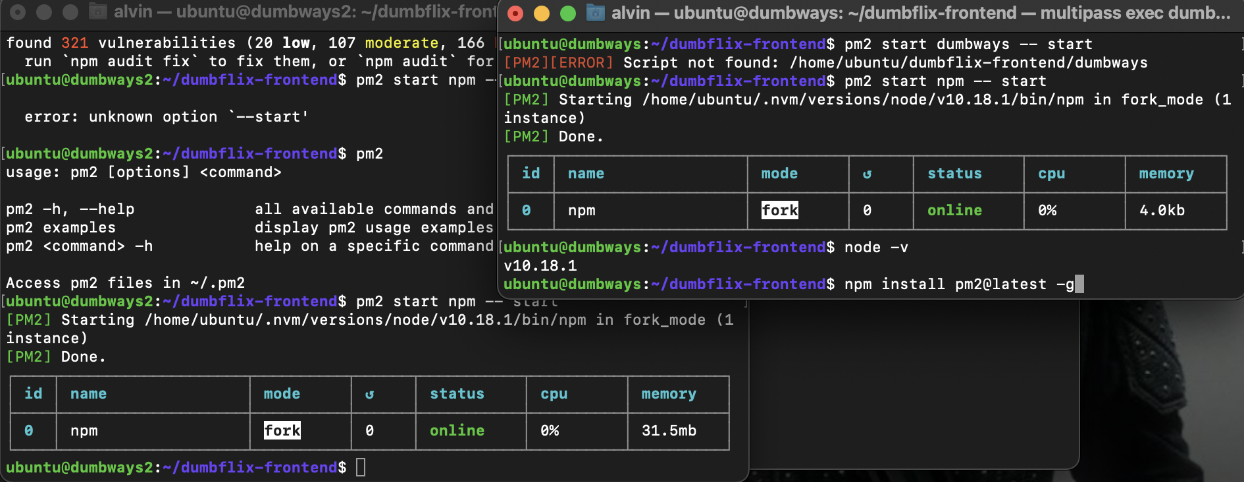 alvin — ubuntu@dumbways2: ~/dumbflix-front
found 321 vulnerabilities (20 low, 107 moderate, 166
run `npm audit fix` to fix them, or `npm audit` for
[ubuntu@dumbways2:~/dumbflix-frontend$ pm2 start npm -
error: unknown option `--start'
[ubuntu@dumbways2:~/dumbflix-frontend$ pm2
usage: pm2 [options] <command>
pm2 -h, --help all available commands and
pm2 examples display pm2 usage examples
pm2 <command> -h help on a specific command
Access pm2 files in ~/.pm2
[ubuntu@dumbways2:~/dumbflix-frontend$ pm2 start npm -- start
[PM2] Starting /home/ubuntu/.nvm/versions/node/v10.18.1/bin/npm in fork_mode (1
instance)
[PM2] Done.
id name mode ↺ status cpu memory
0 npm fork 0 online 0% 31.5mb
ubuntu@dumbways2:~/dumbflix-frontend$
alvin — ubuntu@dumbways: ~/dumbflix-frontend — multipass exec dumb...
[ubuntu@dumbways:~/dumbflix-frontend$ pm2 start dumbways -- start
[PM2][ERROR] Script not found: /home/ubuntu/dumbflix-frontend/dumbways
[ubuntu@dumbways:~/dumbflix-frontend$ pm2 start npm -- start
[PM2] Starting /home/ubuntu/.nvm/versions/node/v10.18.1/bin/npm in fork_mode (1
instance)
[PM2] Done.
id name mode ↺ status cpu memory
0 npm fork 0 online 0% 4.0kb
[ubuntu@dumbways:~/dumbflix-frontend$ node -v
v10.18.1
ubuntu@dumbways:~/dumbflix-frontend$ npm install pm2@latest -g